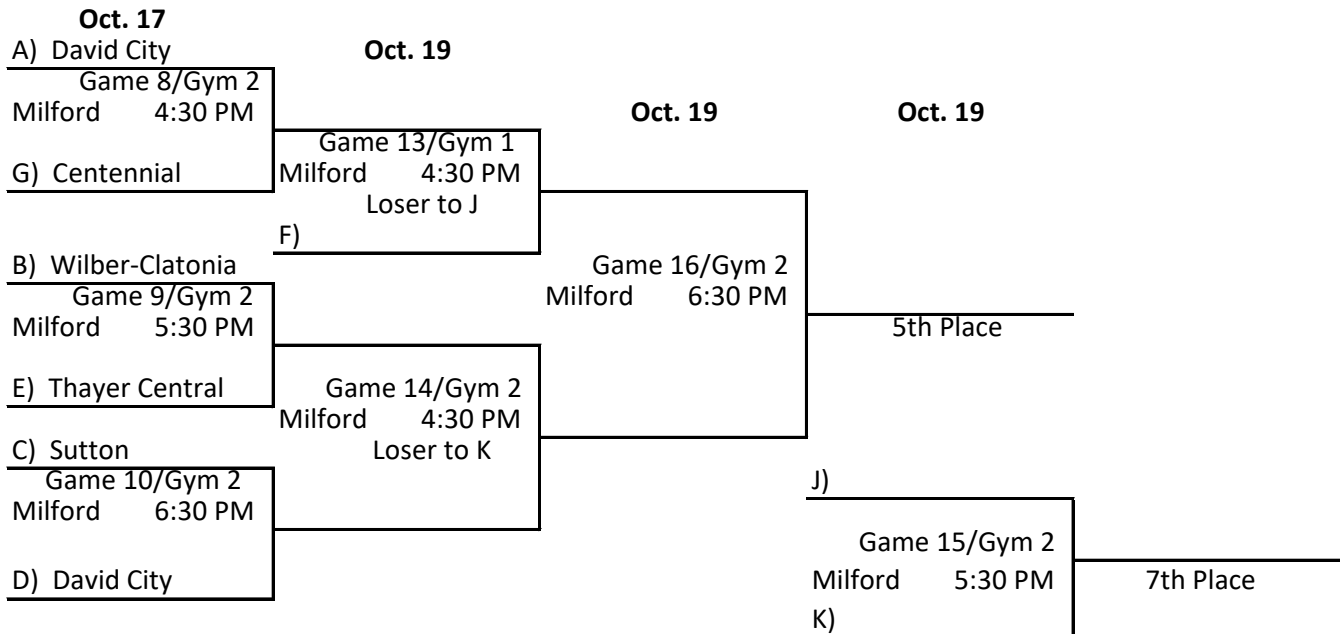 Oct. 17
A) David City
Oct. 19
Game 8/Gym 2
Milford 4:30 PM
Oct. 19
Oct. 19
Game 13/Gym 1
G) Centennial
Milford 4:30 PM
Loser to J
F)
B) Wilber-Clatonia
Game 16/Gym 2
Game 9/Gym 2
Milford 6:30 PM
Milford 5:30 PM
5th Place
E) Thayer Central
Game 14/Gym 2
Milford 4:30 PM
C) Sutton
Loser to K
Game 10/Gym 2
J)
Milford 6:30 PM
Game 15/Gym 2
D) David City
Milford 5:30 PM
7th Place
K)